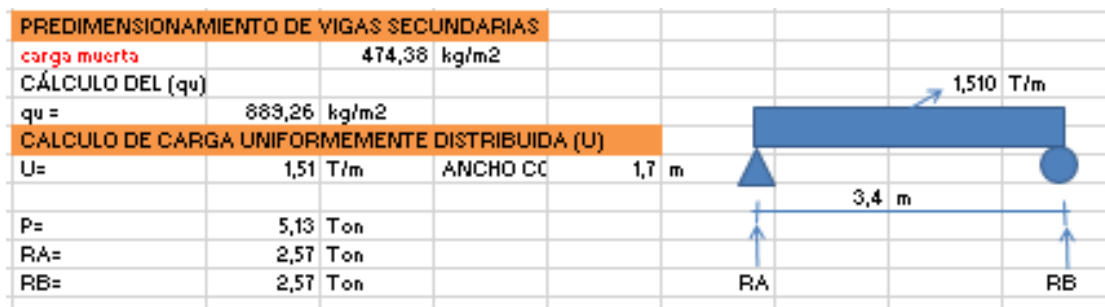 PREDIMENSIONAMIENTO DE VIGAS SECUNDARIAS
carga muerta 474,38 kg/m2
CÁLCULO DEL (qu) 1,510 T/m
qu = 889,26 kg/m2
CALCULO DE CARGA UNIFORMEMENTE DISTRIBUIDA (U)
U= 1,51 T/m ANCHO CO 1,7 m
3,4 m
P= 5,13 Ton
RA= 2,57 Ton
RB= 2,57 Ton RA RB